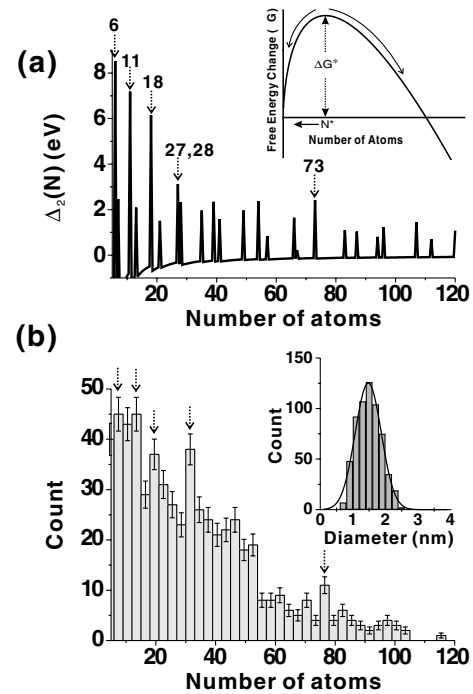 (a)
6
11
18
27,28
73
8
6
4
2
0
Δ₂(N) (eV)
20 40 60 80 100 120
Number of atoms
Free Energy Change ( G)
ΔG*
N*
Number of Atoms
(b)
50
40
30
20
10
0
Count
20 40 60 80 100 120
Number of atoms
150
100
50
0
Count
0 1 2 3 4
Diameter (nm)